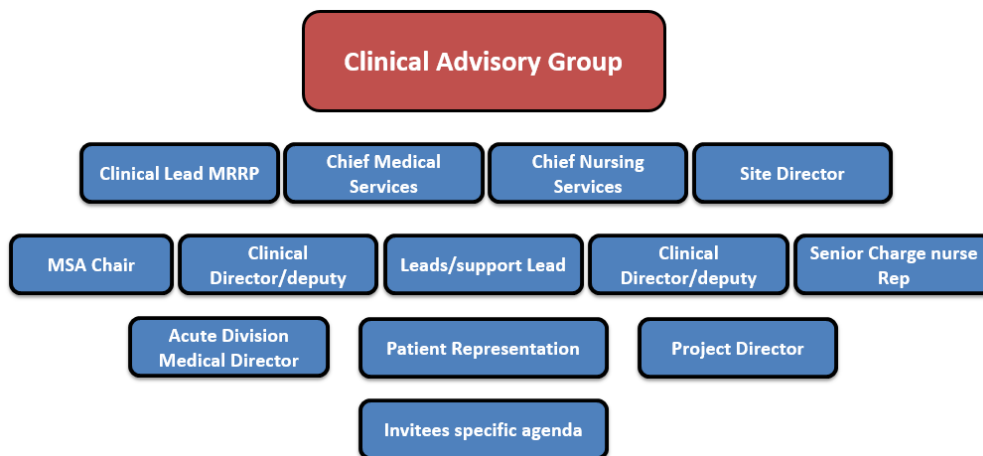 Clinical Advisory Group
Clinical Lead MRRP
Chief Medical
Services
Chief Nursing
Services
Site Director
MSA Chair
Clinical
Director/deputy
Leads/support Lead
Clinical
Director/deputy
Senior Charge nurse
Rep
Acute Division
Medical Director
Patient Representation
Project Director
Invitees specific agenda